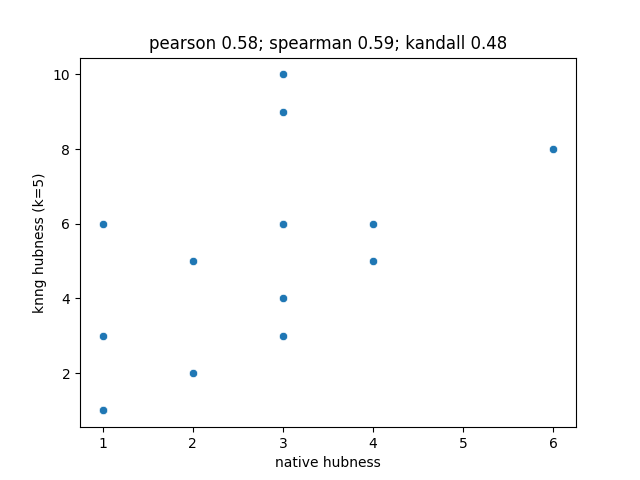 pearson 0.58; spearman 0.59; kandall 0.48
10
8
6
4
2
knng hubness (k=5)
1 2 3 4 5 6
native hubness